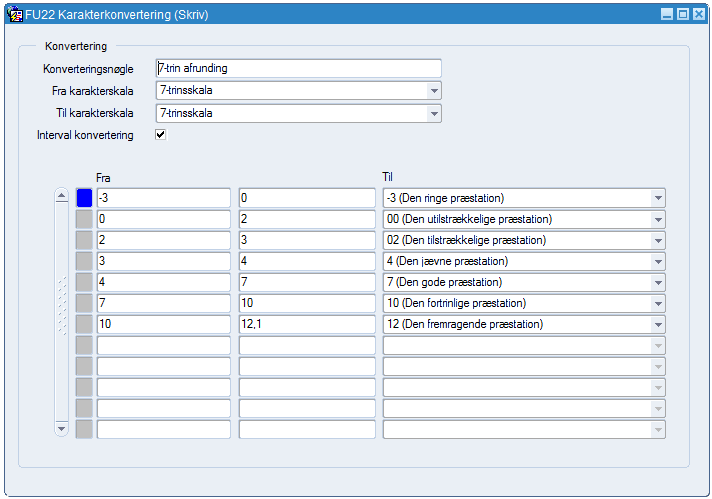 FU22 Karakterkonvertering (Skriv)
Konvertering
Konverteringsnøgle 7-trin afrunding
Fra karakterskala 7-trinsskala
Til karakterskala 7-trinsskala
Interval konvertering
Fra Til
-3 0 -3 (Den ringe præstation)
0 2 00 (Den utilstrækkelige præstation)
2 3 02 (Den tilstrækkelige præstation)
3 4 4 (Den jævne præstation)
4 7 7 (Den gode præstation)
7 10 10 (Den fortrinlige præstation)
10 12,1 12 (Den fremragende præstation)